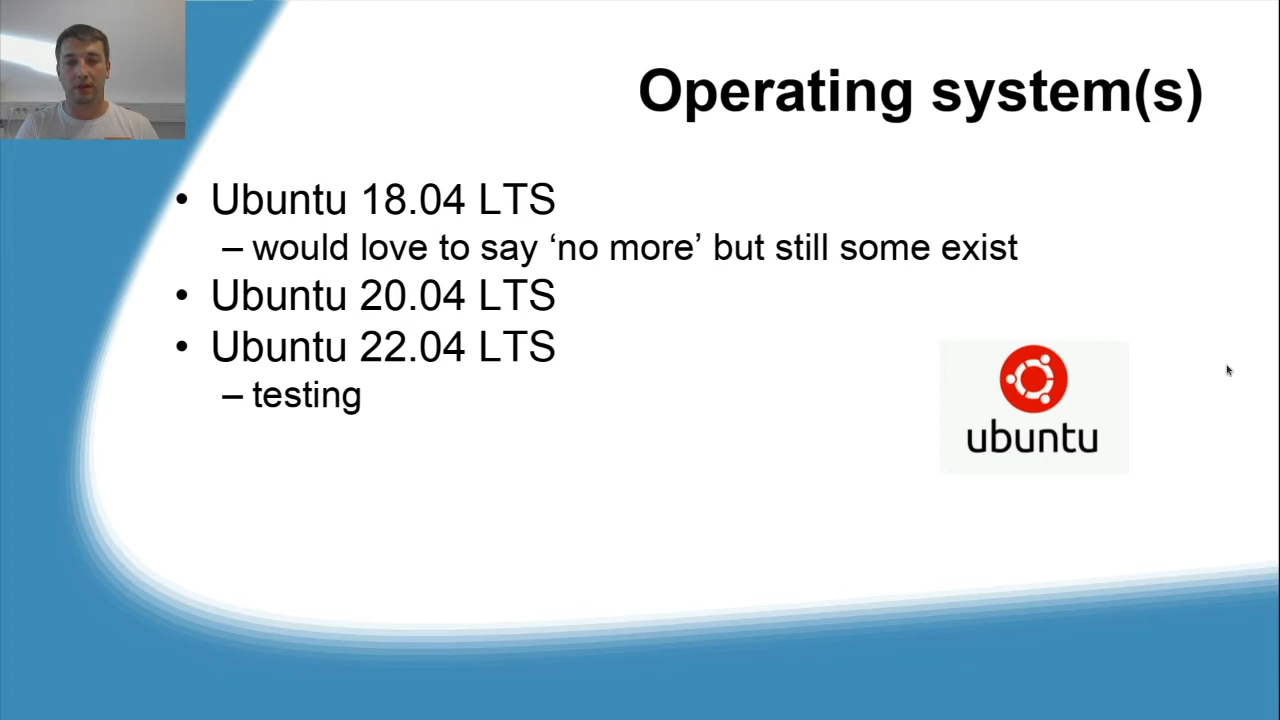 Operating system(s)
• Ubuntu 18.04 LTS
– would love to say ‘no more’ but still some exist
• Ubuntu 20.04 LTS
• Ubuntu 22.04 LTS
– testing
ubuntu